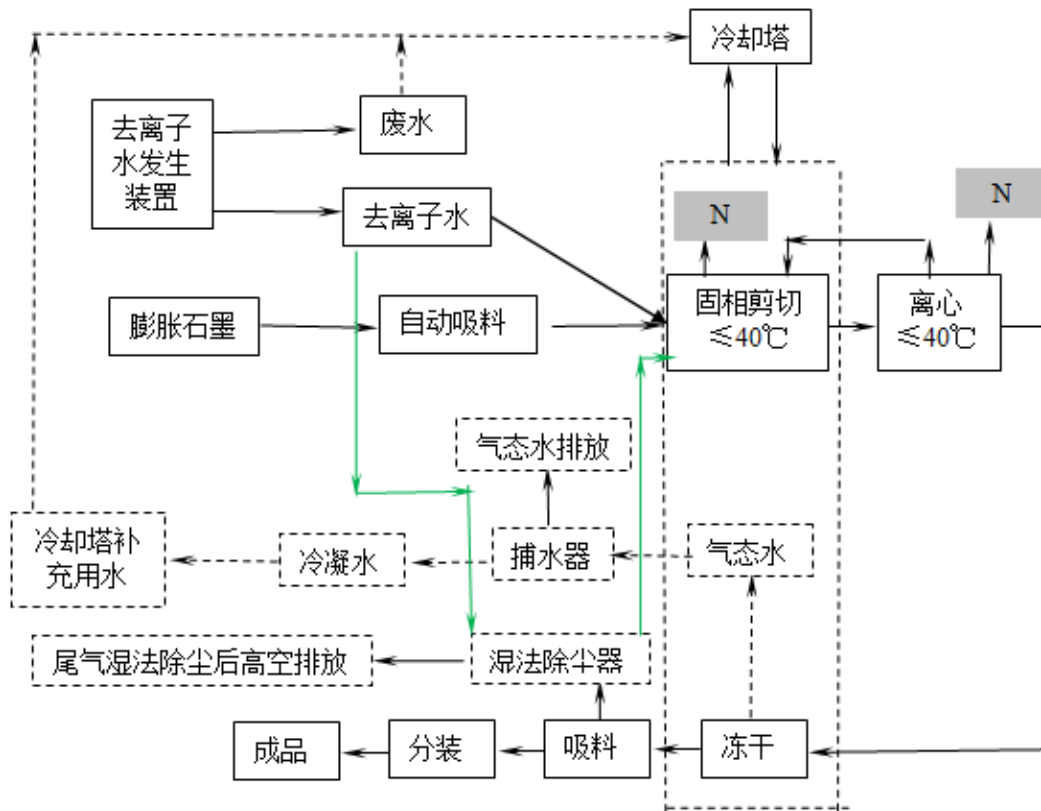 冷却塔
去离子
水发生
装置
废水
去离子水
N
N
膨胀石墨
自动吸料
固相剪切
≤40℃
离心
≤40℃
气态水排放
冷却塔补
充用水
冷凝水
捕水器
气态水
尾气湿法除尘后高空排放
湿法除尘器
成品
分装
吸料
冻干